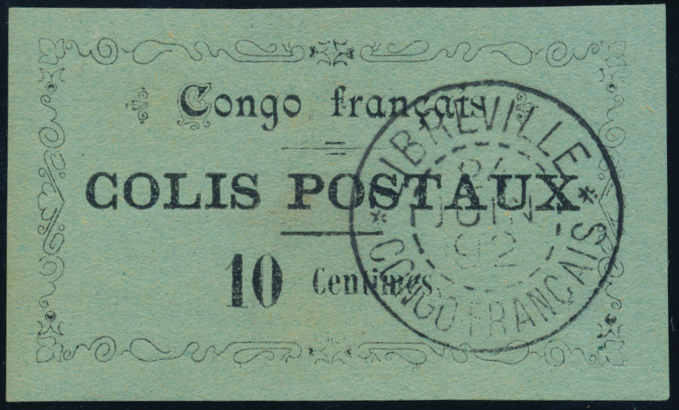 Congo français
COLIS POSTAUX
10 Centimes
LIBREVILLE
JUIN
92
CONGO FRANÇAIS